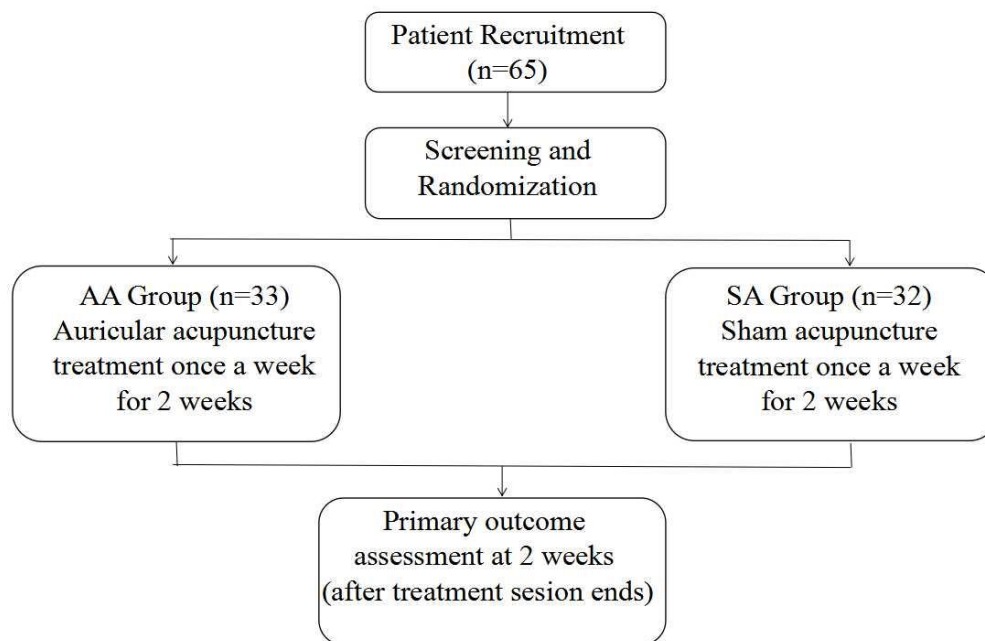 Patient Recruitment
(n=65)
Screening and
Randomization
AA Group (n=33)
Auricular acupuncture
treatment once a week
for 2 weeks
SA Group (n=32)
Sham acupuncture
treatment once a week
for 2 weeks
Primary outcome
assessment at 2 weeks
(after treatment sesion ends)